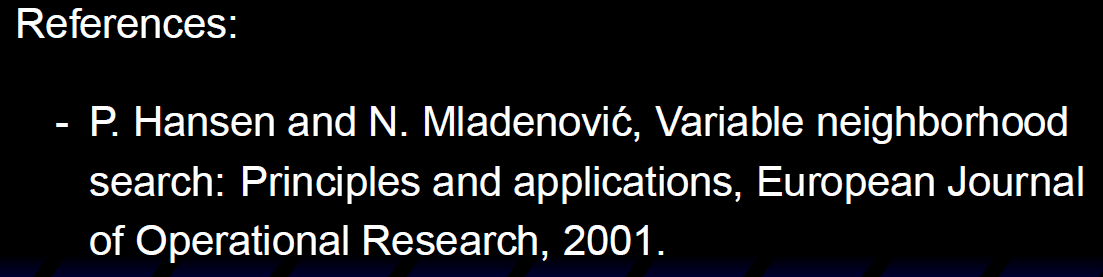 References:
- P. Hansen and N. Mladenović, Variable neighborhood
search: Principles and applications, European Journal
of Operational Research, 2001.